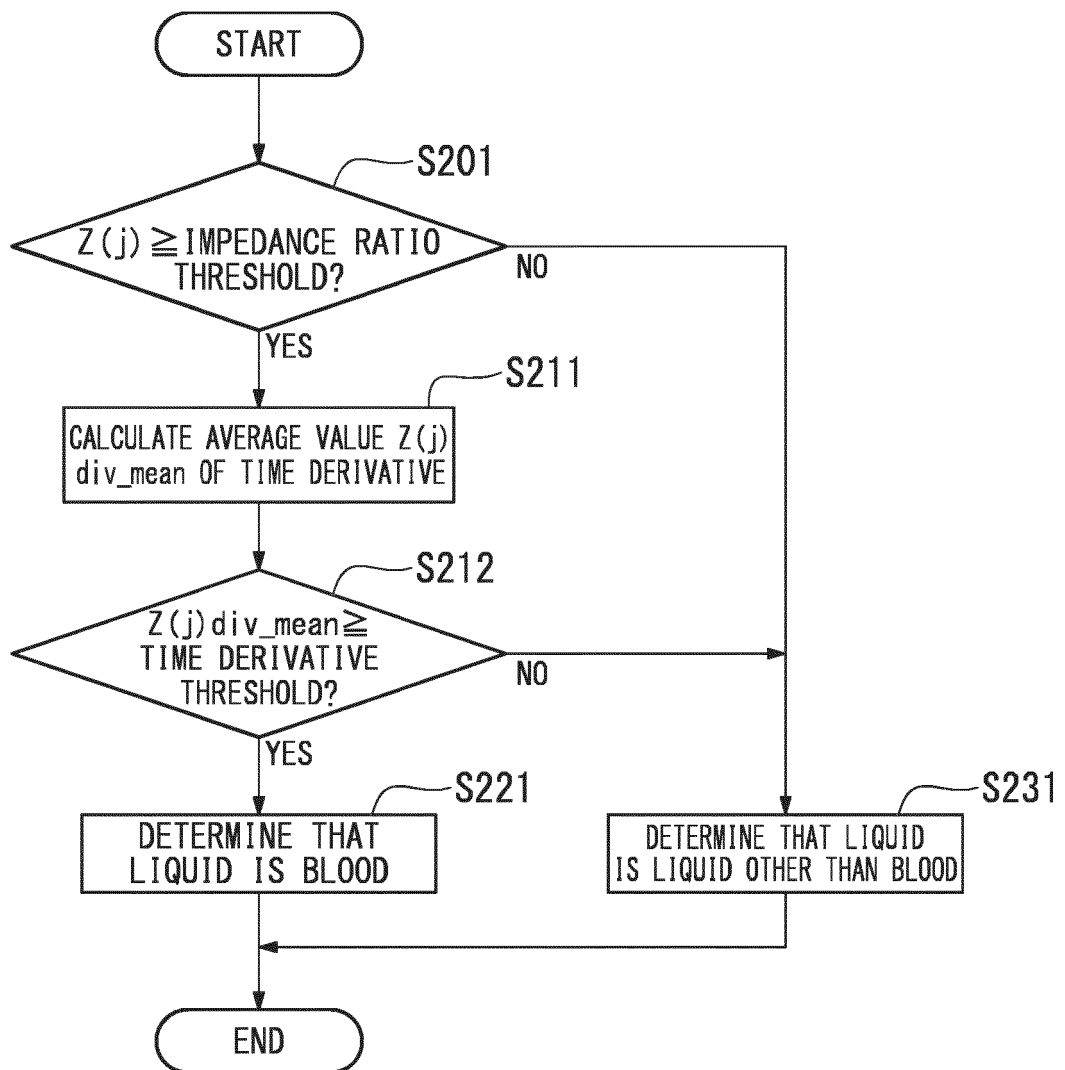 START
S201
Z(j)≧IMPEDANCE RATIO
THRESHOLD?
NO
YES
S211
CALCULATE AVERAGE VALUE Z(j)
div_mean OF TIME DERIVATIVE
S212
Z(j)div_mean≧
TIME DERIVATIVE
THRESHOLD?
NO
YES
S221
DETERMINE THAT
LIQUID IS BLOOD
S231
DETERMINE THAT LIQUID
IS LIQUID OTHER THAN BLOOD
END